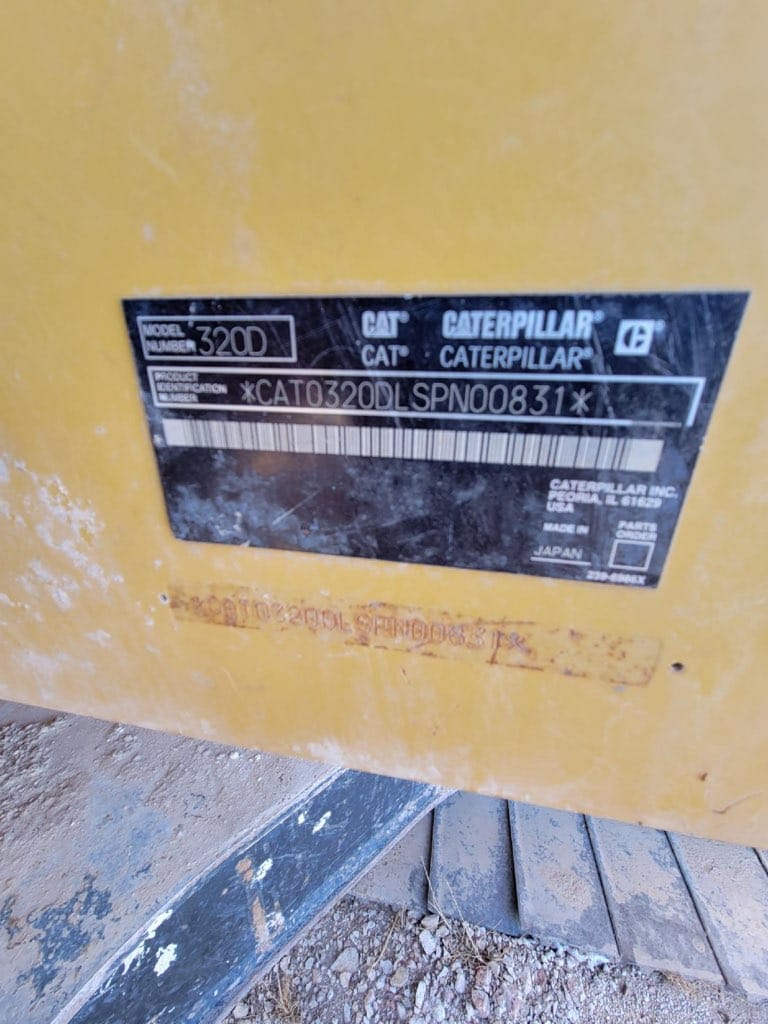 MODEL NUMBER 320D
CAT® CATERPILLAR® C®
CAT® CATERPILLAR®
PRODUCT
IDENTIFICATION
NUMBER
*CAT0320DLSPN00831*
CATERPILLAR INC.
PEORIA, IL 61629
USA
MADE IN
JAPAN
PARTS
ORDER
*CAT0320DLSPN00831*